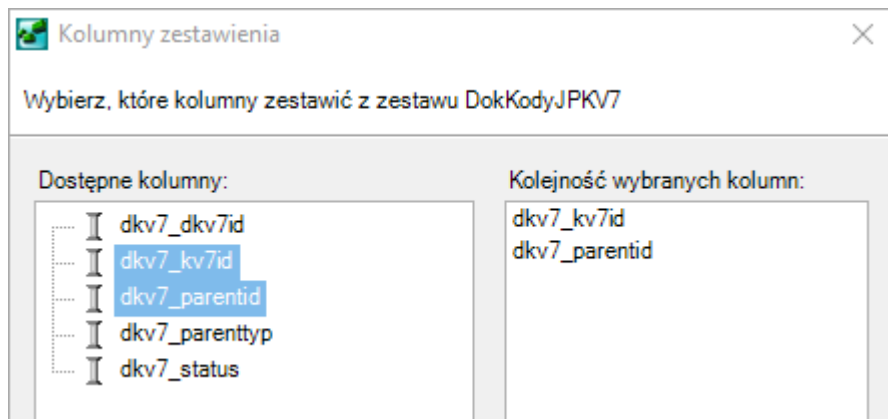 Kolumny zestawienia
Wybierz, które kolumny zestawić z zestawu DokKodyJPKV7
Dostępne kolumny:
dkv7_dkv7id
dkv7_kv7id
dkv7_parentid
dkv7_parenttyp
dkv7_status
Kolejność wybranych kolumn:
dkv7_kv7id
dkv7_parentid